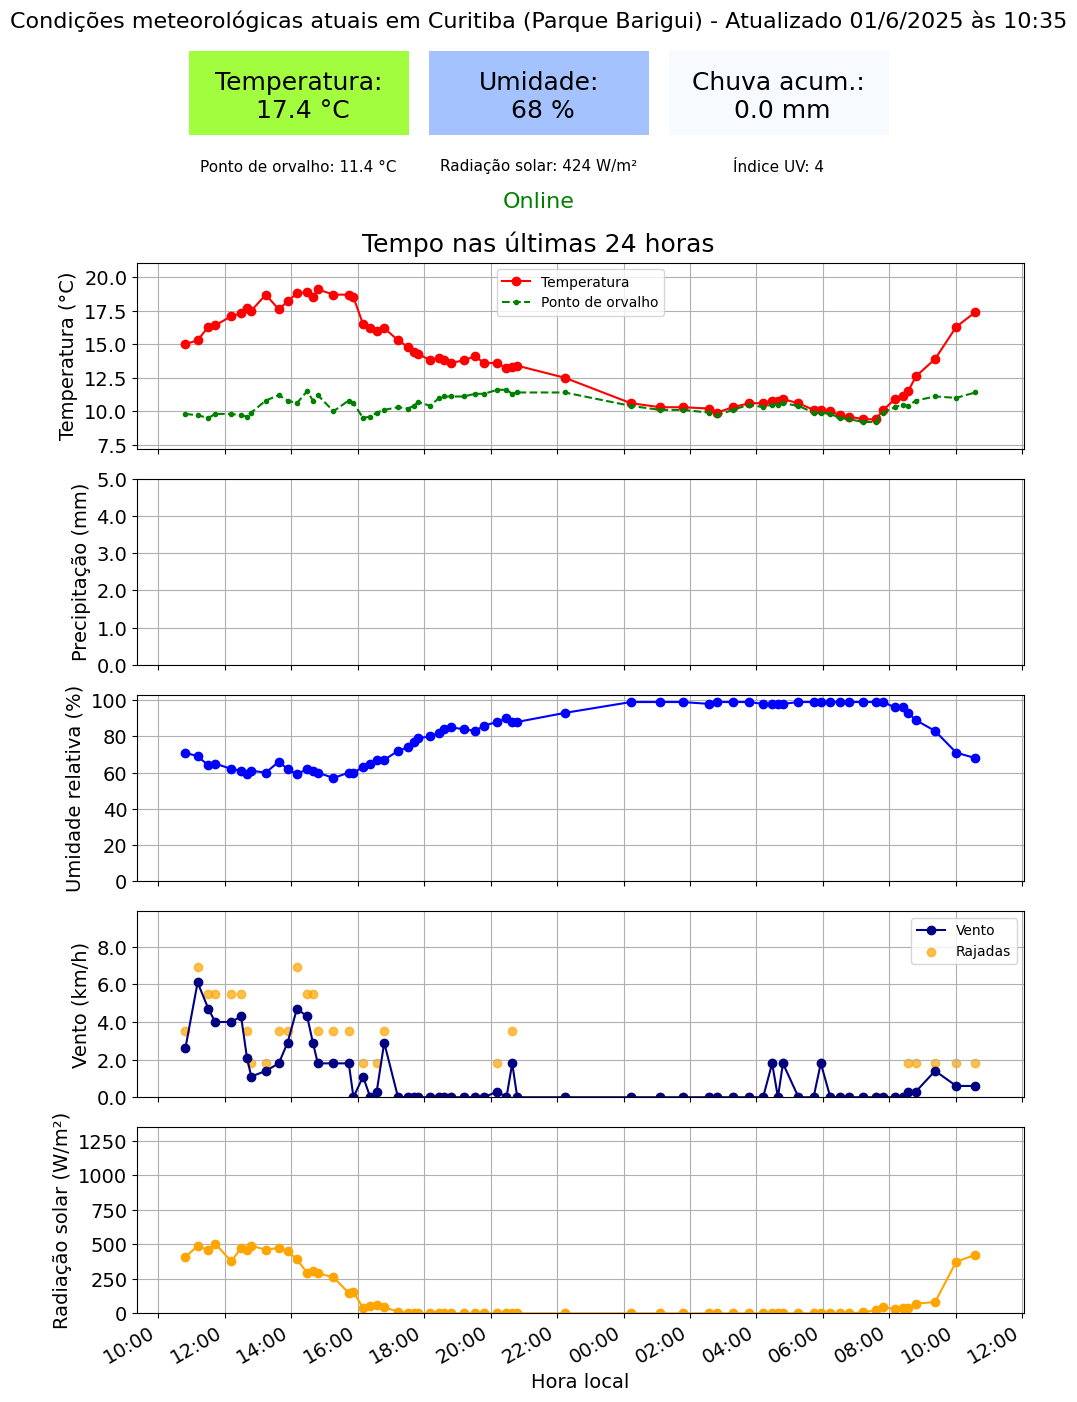 Condições meteorológicas atuais em Curitiba (Parque Barigui) - Atualizado 01/6/2025 às 10:35
Temperatura:
17.4 °C
Umidade:
68 %
Chuva acum.:
0.0 mm
Ponto de orvalho: 11.4 °C
Radiação solar: 424 W/m²
Índice UV: 4
Online
Tempo nas últimas 24 horas
Temperatura (°C)
20.0
17.5
15.0
12.5
10.0
7.5
Temperatura
Ponto de orvalho
Precipitação (mm)
5.0
4.0
3.0
2.0
1.0
0.0
Umidade relativa (%)
100
80
60
40
20
0
Vento (km/h)
8.0
6.0
4.0
2.0
0.0
Vento
Rajadas
Radiação solar (W/m²)
1250
1000
750
500
250
0
10:00
12:00
14:00
16:00
18:00
20:00
22:00
00:00
02:00
04:00
06:00
08:00
10:00
12:00
Hora local